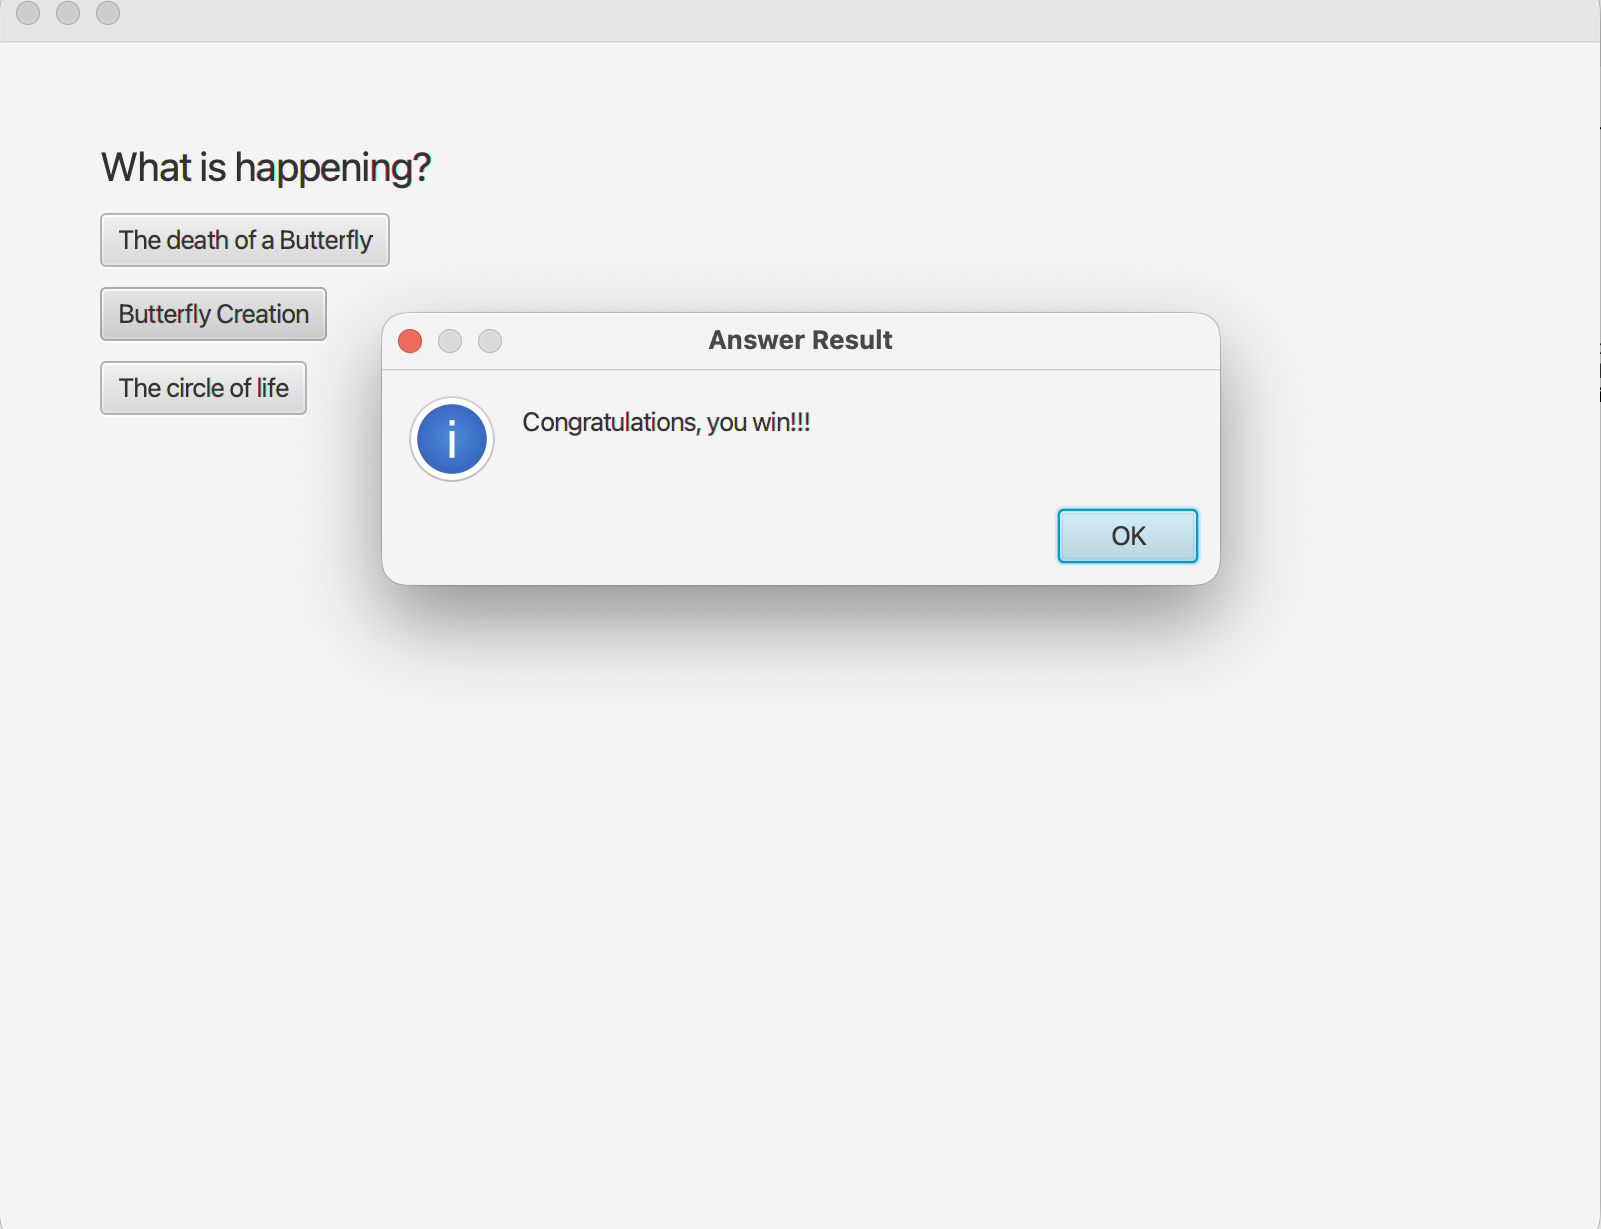 What is happening?
The death of a Butterfly
Butterfly Creation
The circle of life
Answer Result
i
Congratulations, you win!!!
OK